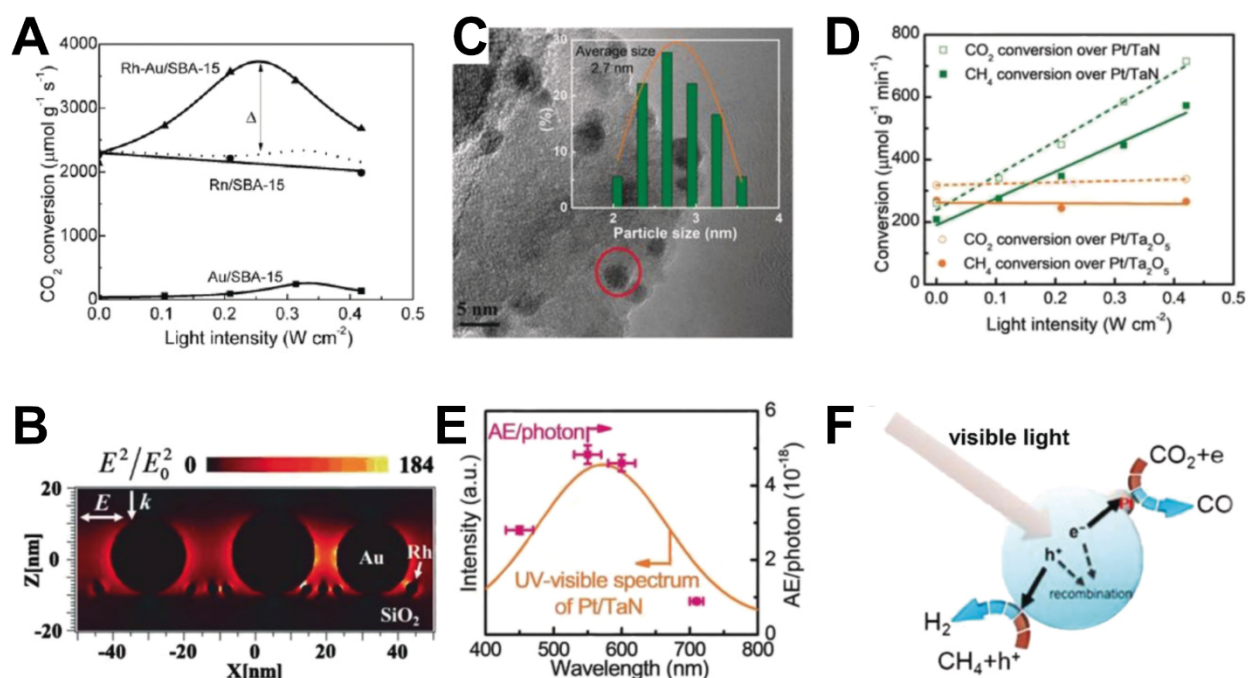 A
CO2 conversion (μmol g⁻¹ s⁻¹)
4000
3000
2000
1000
0
Rh-Au/SBA-15
Δ
Rn/SBA-15
Au/SBA-15
0.0 0.1 0.2 0.3 0.4 0.5
Light intensity (W cm⁻²)
B
E²/E₀² 0 184
Z[nm]
20
0
-20
E
k
Au
Rh
SiO₂
-40 -20 0 20 40
X[nm]
C
Average size
2.7 nm
(%)
30
20
10
0
2 3 4
Particle size (nm)
5 nm
D
Conversion (μmol g⁻¹ min⁻¹)
800
600
400
200
0
CO₂ conversion over Pt/TaN
CH₄ conversion over Pt/TaN
CO₂ conversion over Pt/Ta₂O₅
CH₄ conversion over Pt/Ta₂O₅
0.0 0.1 0.2 0.3 0.4 0.5
Light intensity (W cm⁻²)
E
Intensity (a.u.)
AE/photon
UV-visible spectrum
of Pt/TaN
6
4
2
0
AE/photon (10⁻¹⁸)
400 500 600 700 800
Wavelength (nm)
F
visible light
CO₂+e
Pt
CO
e⁻
h⁺
recombination
H₂
CH₄+h⁺